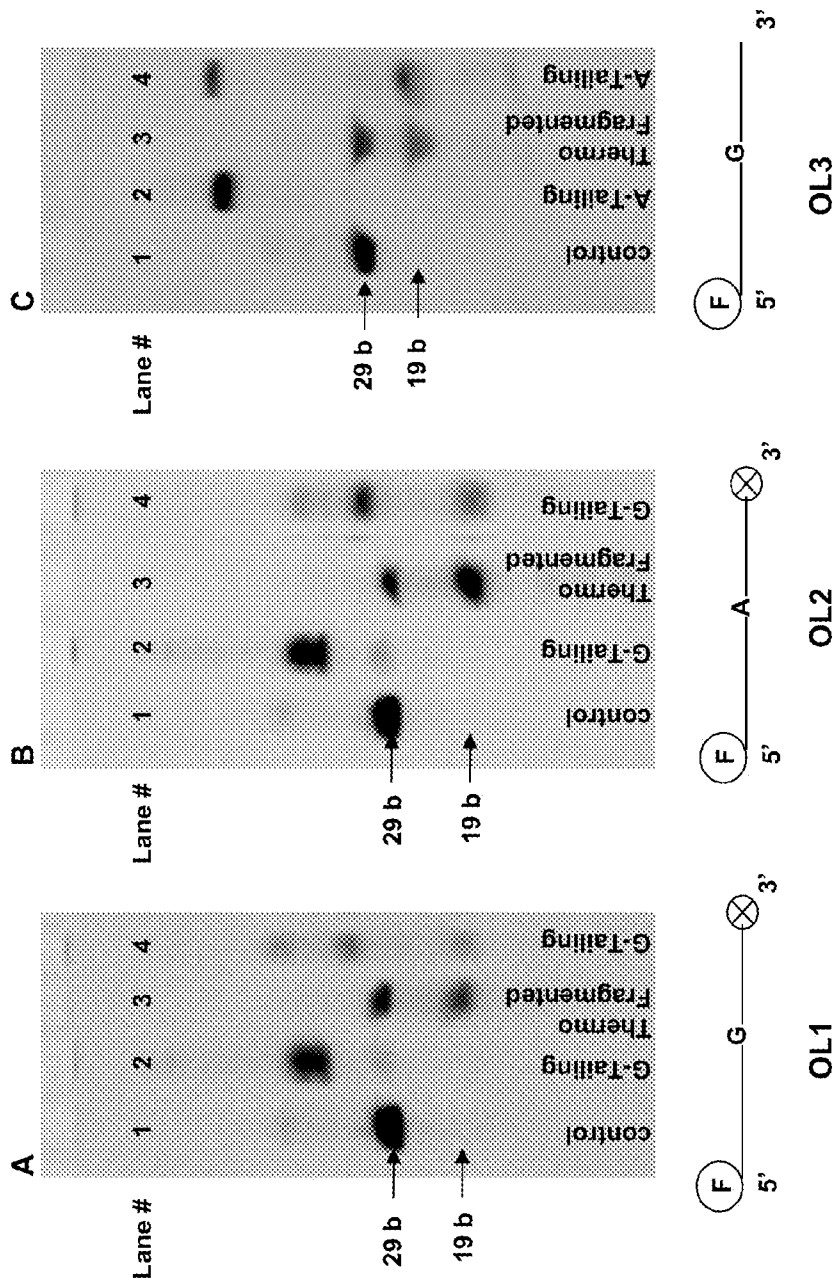 A
Lane #
1 2 3 4
29 b
19 b
control
G-Tailing
Thermo
Fragmented
G-Tailing
F
G
5' 3'
OL1
B
Lane #
1 2 3 4
29 b
19 b
control
G-Tailing
Thermo
Fragmented
G-Tailing
F
A
5' 3'
OL2
C
Lane #
1 2 3 4
29 b
19 b
control
A-Tailing
Thermo
Fragmented
A-Tailing
F
G
5' 3'
OL3